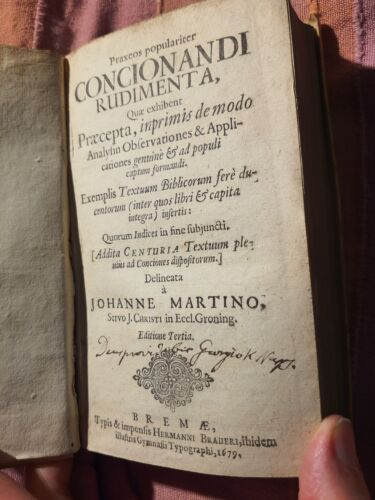 Praxeos populariter
CONCIONANDI
RUDIMENTA,
Quæ exhibent
Præcepta, inprimis de modo
Analysin Observationes & Appli-
cationes genuinè & ad populi
captum formandi.
Exemplis Textuum Biblicorum ferè du-
centorum (inter quos libri & capita
integra) insertis:
Quorum Indices in fine subjuncti.
[Addita CENTURIA Textuum ple-
nius ad Conciones dispositorum.]
Delineata
à
JOHANNE MARTINO,
Servo J. CHRISTI in Eccl. Groning.
Editione Tertia.
BREMÆ,
Typis & impensis HERMANNI BRAUERI, ibidem
illustris Gymnasii Typographi, 1679.